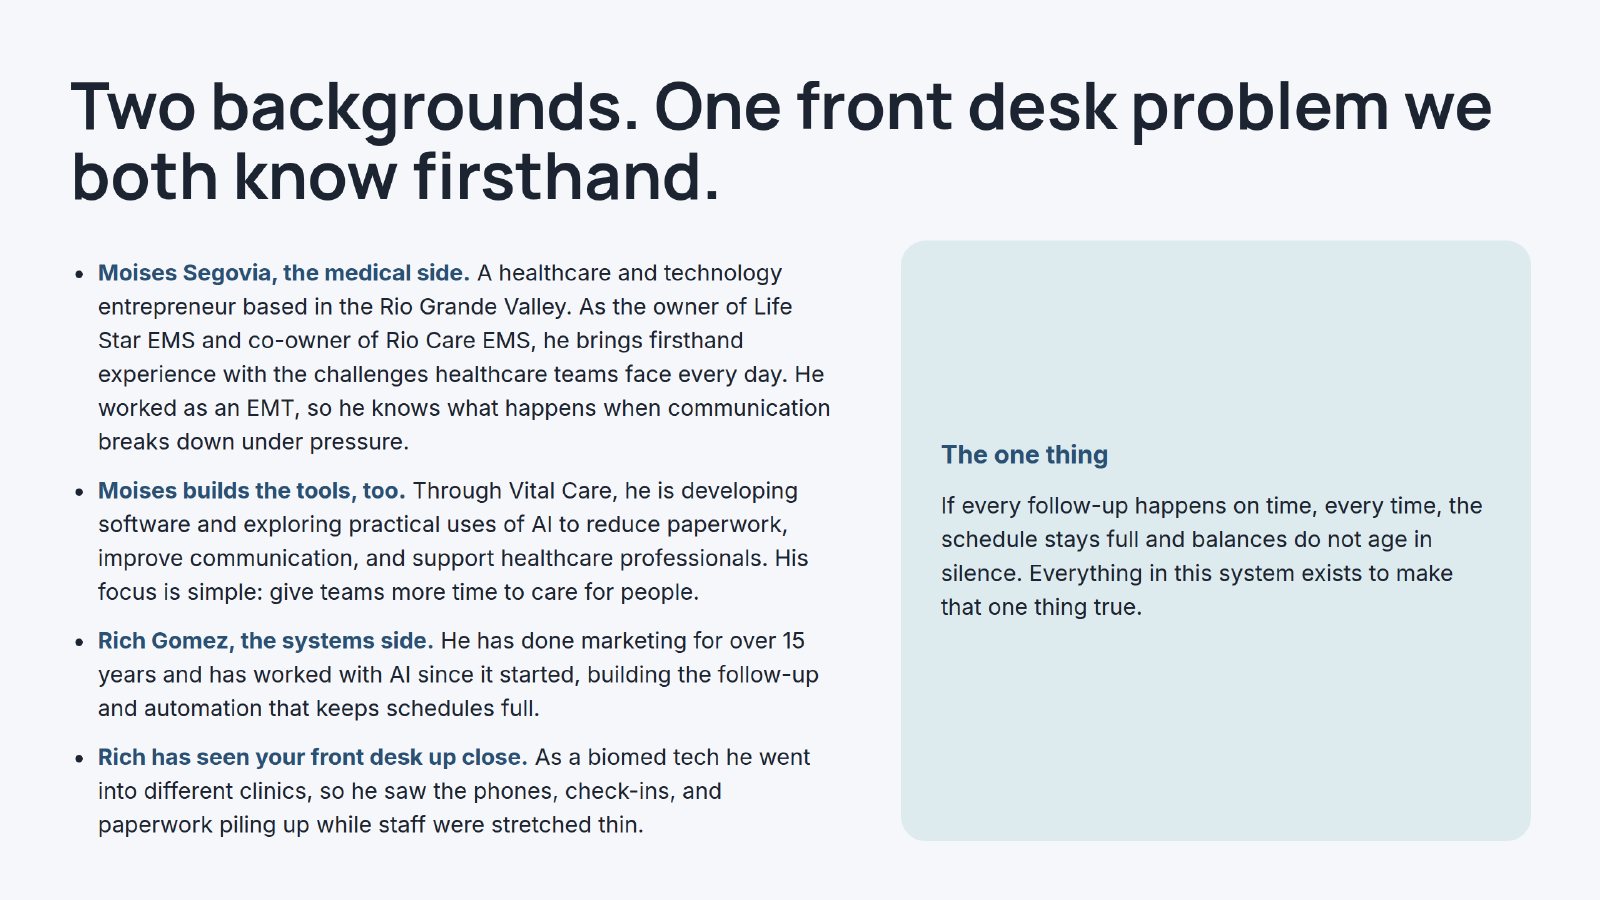 Two backgrounds. One front desk problem we
both know firsthand.
• Moises Segovia, the medical side. A healthcare and technology
entrepreneur based in the Rio Grande Valley. As the owner of Life
Star EMS and co-owner of Rio Care EMS, he brings firsthand
experience with the challenges healthcare teams face every day. He
worked as an EMT, so he knows what happens when communication
breaks down under pressure.
• Moises builds the tools, too. Through Vital Care, he is developing
software and exploring practical uses of AI to reduce paperwork,
improve communication, and support healthcare professionals. His
focus is simple: give teams more time to care for people.
• Rich Gomez, the systems side. He has done marketing for over 15
years and has worked with AI since it started, building the follow-up
and automation that keeps schedules full.
• Rich has seen your front desk up close. As a biomed tech he went
into different clinics, so he saw the phones, check-ins, and
paperwork piling up while staff were stretched thin.
The one thing
If every follow-up happens on time, every time, the
schedule stays full and balances do not age in
silence. Everything in this system exists to make
that one thing true.